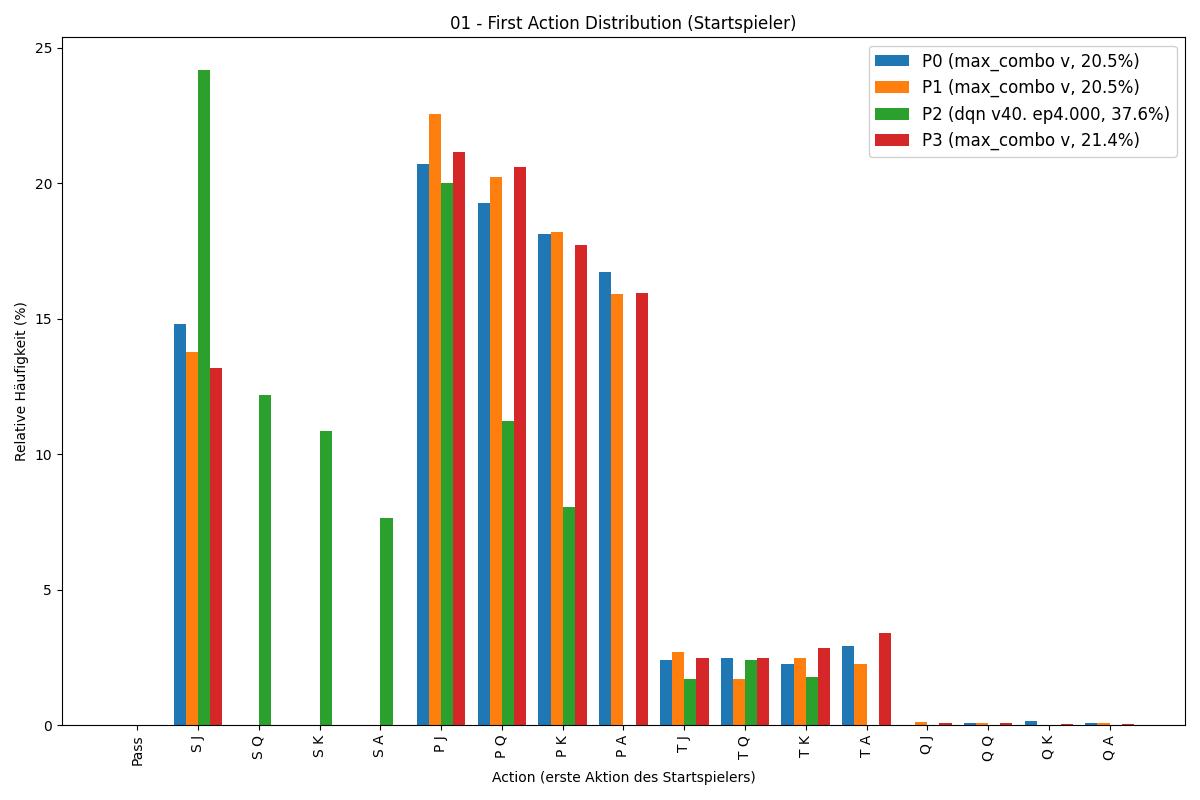 01 - First Action Distribution (Startspieler)
P0 (max_combo v, 20.5%)
P1 (max_combo v, 20.5%)
P2 (dqn v40. ep4.000, 37.6%)
P3 (max_combo v, 21.4%)
Relative Häufigkeit (%)
25
20
15
10
5
0
Pass
S J
S Q
S K
S A
P J
P Q
P K
P A
T J
T Q
T K
T A
Q J
Q Q
Q K
Q A
Action (erste Aktion des Startspielers)